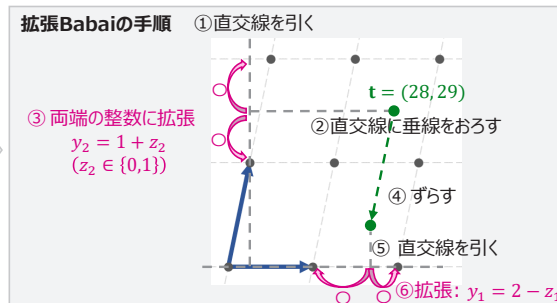 拡張Babaiの手順 ①直交線を引く
t = (28, 29)
②直交線に垂線をおろす
③ 両端の整数に拡張
y₂ = 1 + z₂
(z₂ ∈ {0,1})
④ ずらす
⑤ 直交線を引く
⑥拡張: y₁ = 2 − z₁